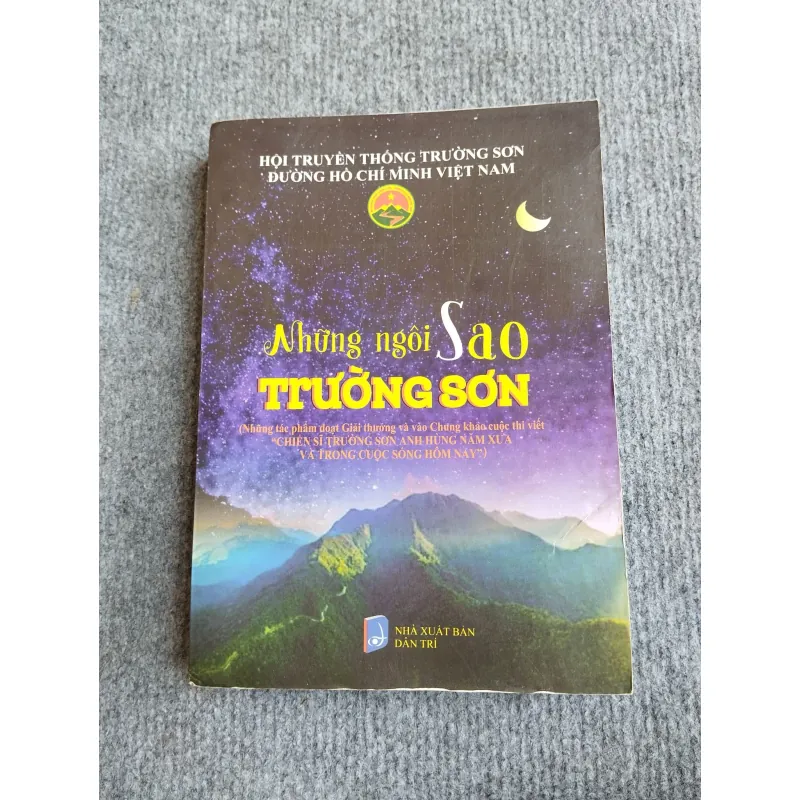 HỘI TRUYỀN THỐNG TRƯỜNG SƠN
ĐƯỜNG HỒ CHÍ MINH VIỆT NAM
Những ngôi Sao
TRƯỜNG SƠN
(Những tác phẩm đoạt Giải thưởng và vào Chung khảo cuộc thi viết
"CHIẾN SĨ TRƯỜNG SƠN ANH HÙNG NĂM XƯA
VÀ TRONG CUỘC SỐNG HÔM NAY")
NHÀ XUẤT BẢN
DÂN TRÍ